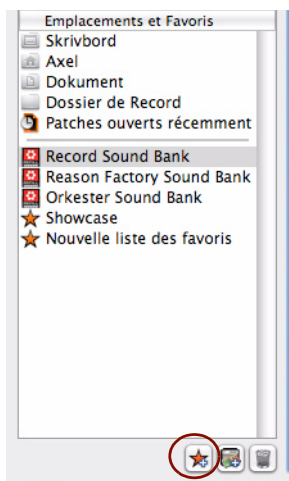 Emplacements et Favoris
Skrivbord
Axel
Dokument
Dossier de Record
Patches ouverts récemment
Record Sound Bank
Reason Factory Sound Bank
Orkester Sound Bank
Showcase
Nouvelle liste des favoris